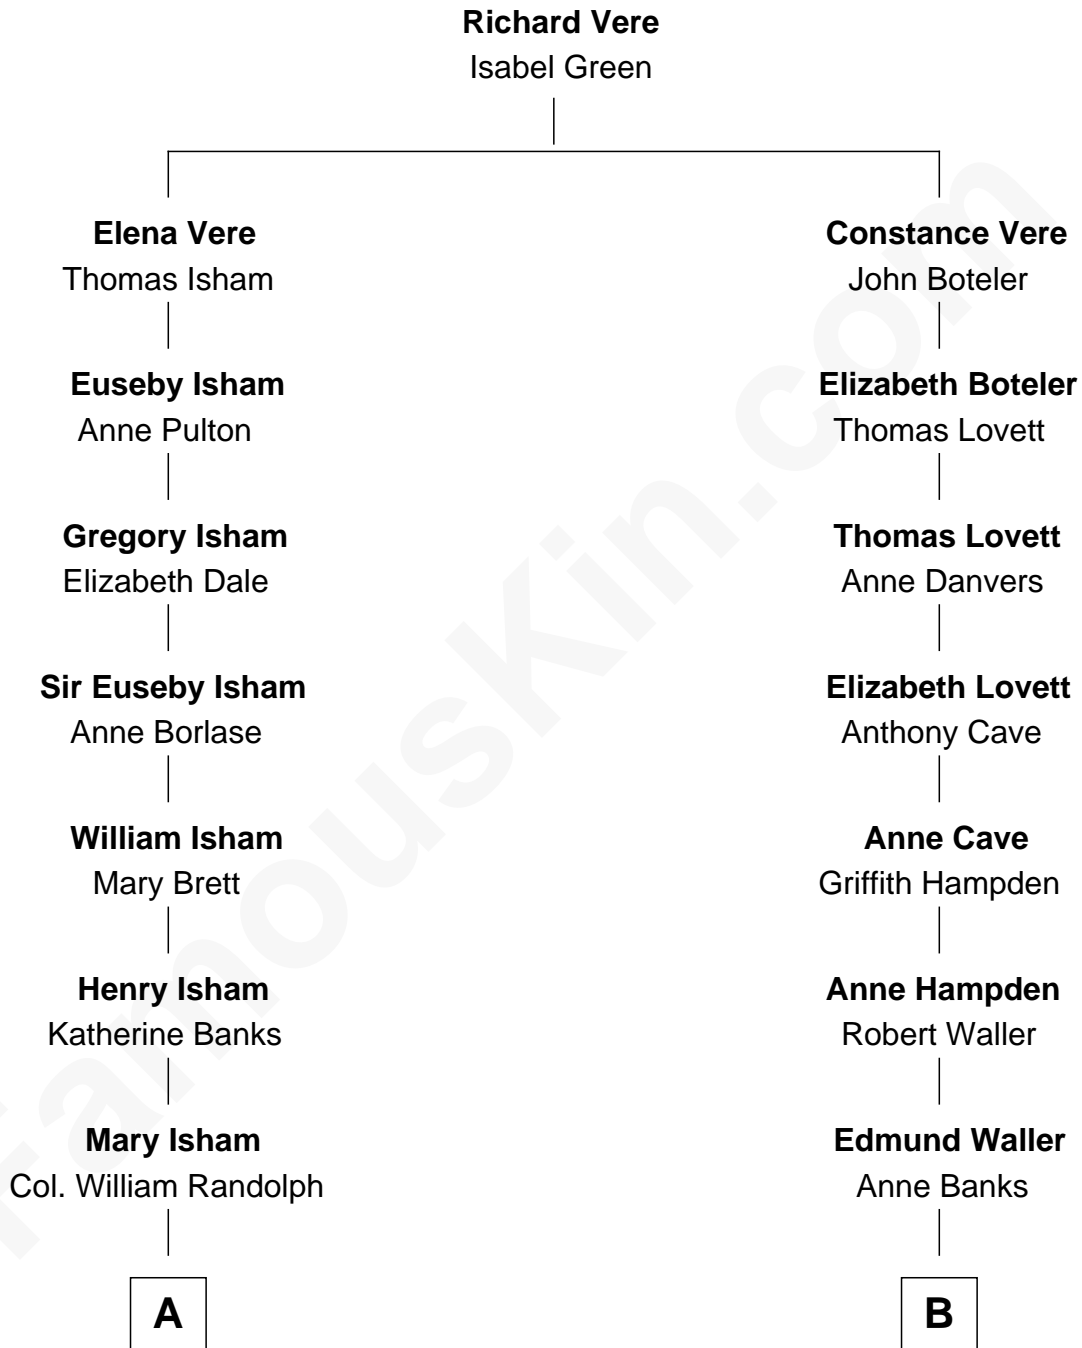 Richard Vere
Isabel Green
Elena Vere
Thomas Isham
Constance Vere
John Boteler
Euseby Isham
Anne Pulton
Elizabeth Boteler
Thomas Lovett
Gregory Isham
Elizabeth Dale
Thomas Lovett
Anne Danvers
Sir Euseby Isham
Anne Borlase
Elizabeth Lovett
Anthony Cave
William Isham
Mary Brett
Anne Cave
Griffith Hampden
Henry Isham
Katherine Banks
Anne Hampden
Robert Waller
Mary Isham
Col. William Randolph
Edmund Waller
Anne Banks
A
B
FamousKin.com